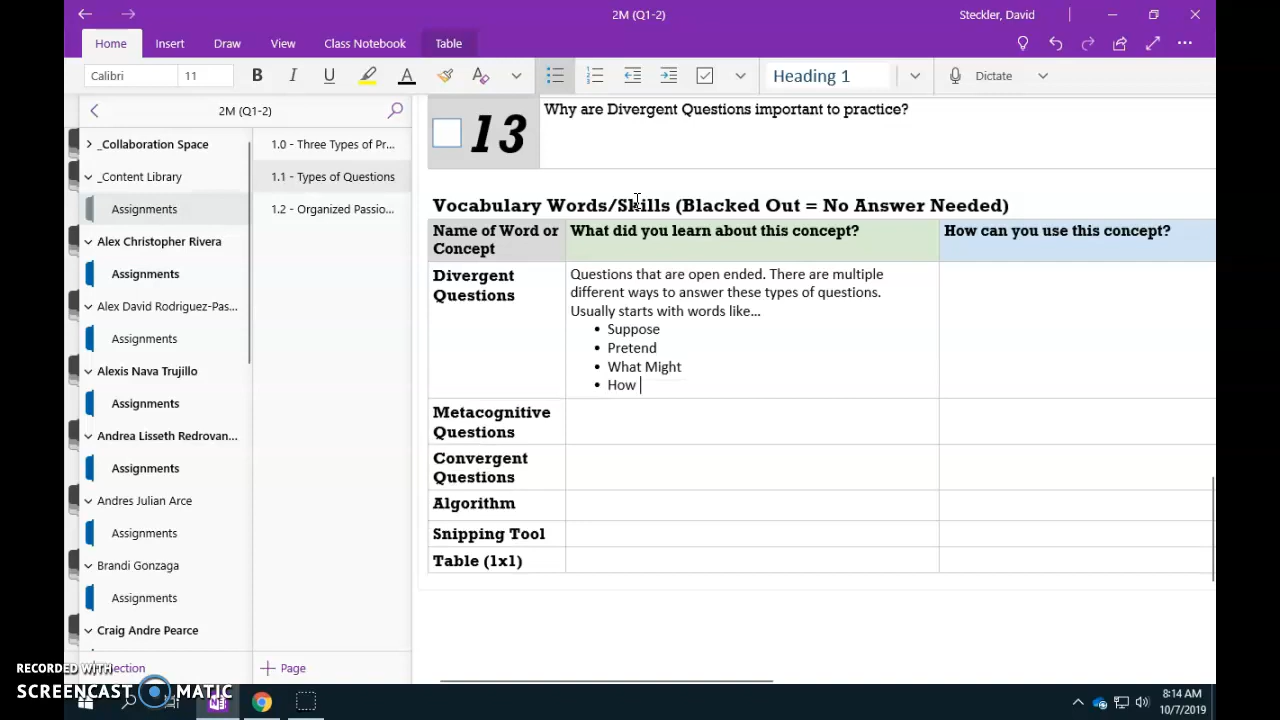 2M (Q1-2)
Steckler, David
Home
Insert
Draw
View
Class Notebook
Table
Calibri
11
B
I
U
A
Heading 1
Dictate
2M (Q1-2)
_Collaboration Space
_Content Library
Assignments
Alex Christopher Rivera
Assignments
Alex David Rodriguez-Pas...
Assignments
Alexis Nava Trujillo
Assignments
Andrea Lisseth Redrovan...
Assignments
Andres Julian Arce
Assignments
Brandi Gonzaga
Assignments
Craig Andre Pearce
1.0 - Three Types of Pr...
1.1 - Types of Questions
1.2 - Organized Passio...
Page
13
Why are Divergent Questions important to practice?
Vocabulary Words/Skills (Blacked Out = No Answer Needed)
Name of Word or Concept
What did you learn about this concept?
How can you use this concept?
Divergent Questions
Questions that are open ended. There are multiple
different ways to answer these types of questions.
Usually starts with words like...
• Suppose
• Pretend
• What Might
• How
Metacognitive Questions
Convergent Questions
Algorithm
Snipping Tool
Table (1x1)
RECORDED WITH
SCREENCAST MATIC
8:14 AM
10/7/2019